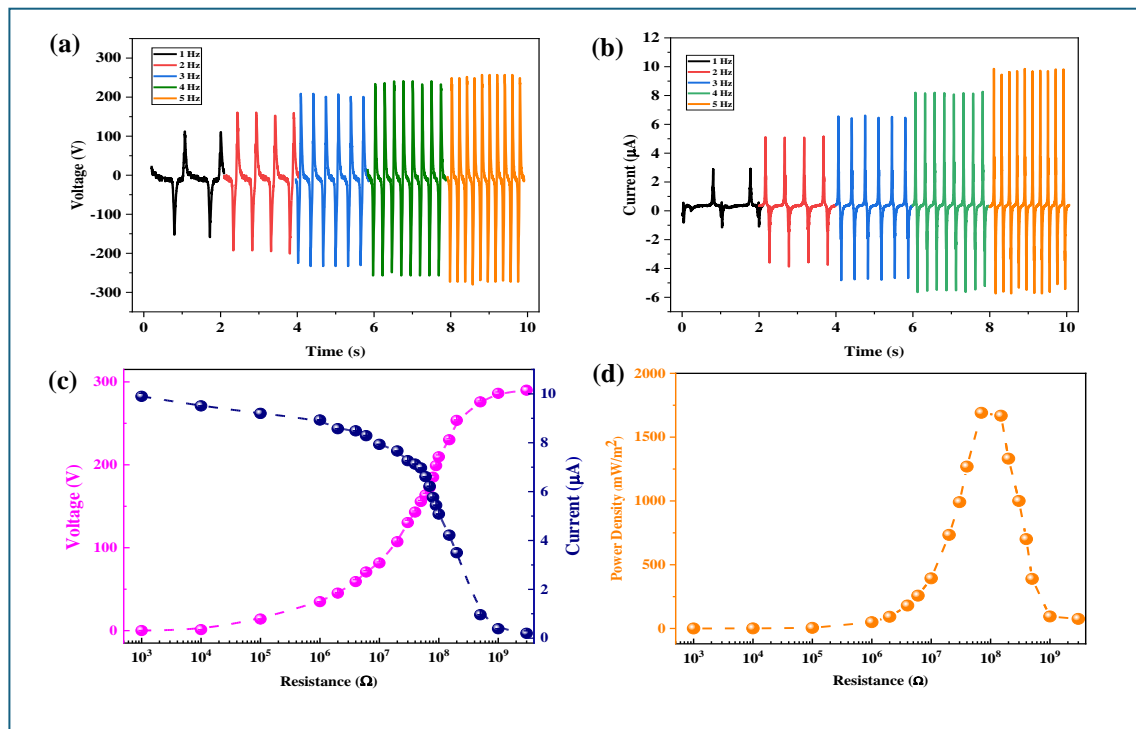 (a)
300
200
100
0
-100
-200
-300
Voltage (V)
1 Hz
2 Hz
3 Hz
4 Hz
5 Hz
0 2 4 6 8 10
Time (s)
(b)
12
10
8
6
4
2
0
-2
-4
-6
Current (μA)
1 Hz
2 Hz
3 Hz
4 Hz
5 Hz
0 2 4 6 8 10
Time (s)
(c)
300
200
100
0
Voltage (V)
10
8
6
4
2
0
Current (μA)
10³ 10⁴ 10⁵ 10⁶ 10⁷ 10⁸ 10⁹
Resistance (Ω)
(d)
2000
1500
1000
500
0
Power Density (mW/m²)
10³ 10⁴ 10⁵ 10⁶ 10⁷ 10⁸ 10⁹
Resistance (Ω)